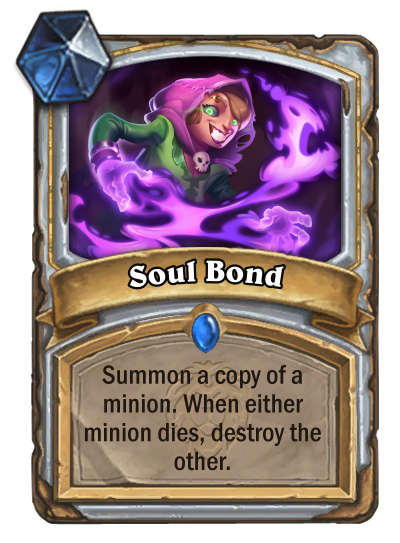 Soul Bond
Summon a copy of a
minion. When either
minion dies, destroy the
other.